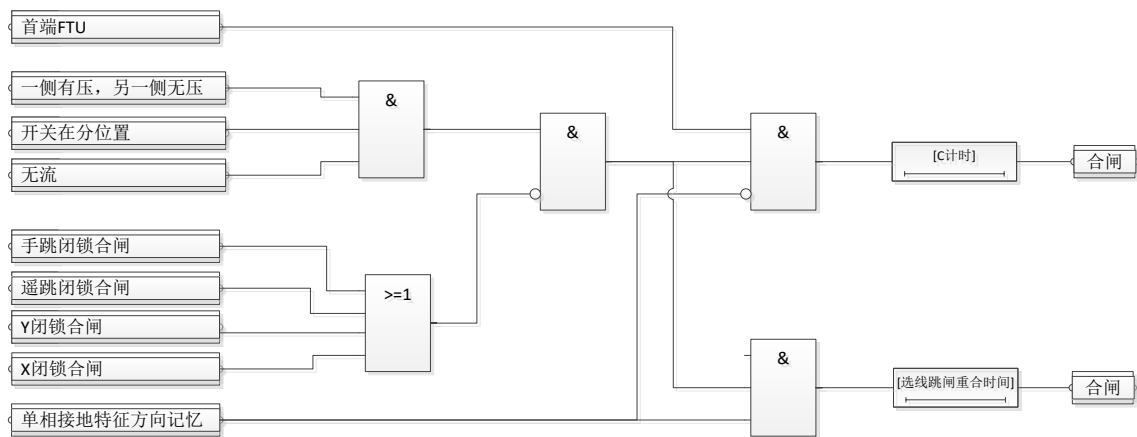 首端FTU
一侧有压，另一侧无压
开关在分位置
无流
&
&
&
[C计时]
合闸
手跳闭锁合闸
遥跳闭锁合闸
Y闭锁合闸
X闭锁合闸
>=1
单相接地特征方向记忆
&
[选线跳闸重合时间]
合闸